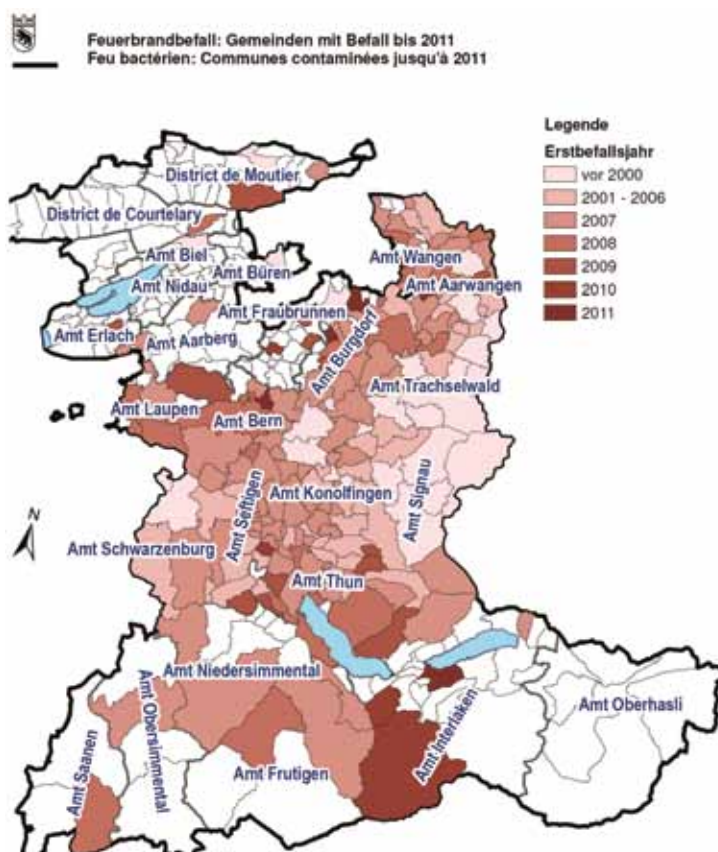 Feuerbrandbefall: Gemeinden mit Befall bis 2011
Feu bactérien: Communes contaminées jusqu'à 2011
Legende
Erstbefallsjahr
vor 2000
2001 - 2006
2007
2008
2009
2010
2011
District de Moutier
District de Courtelary
Amt Biel
Amt Büren
Amt Nidau
Amt Wangen
Amt Aarwangen
Amt Fraubrunnen
Amt Erlach
Amt Aarberg
Amt Burgdorf
Amt Trachselwald
Amt Laupen
Amt Bern
Amt Konolfingen
Amt Signau
Amt Seftigen
N
Amt Schwarzenburg
Amt Thun
Amt Niedersimmental
Amt Obersimmental
Amt Oberhasli
Amt Interlaken
Amt Saanen
Amt Frutigen